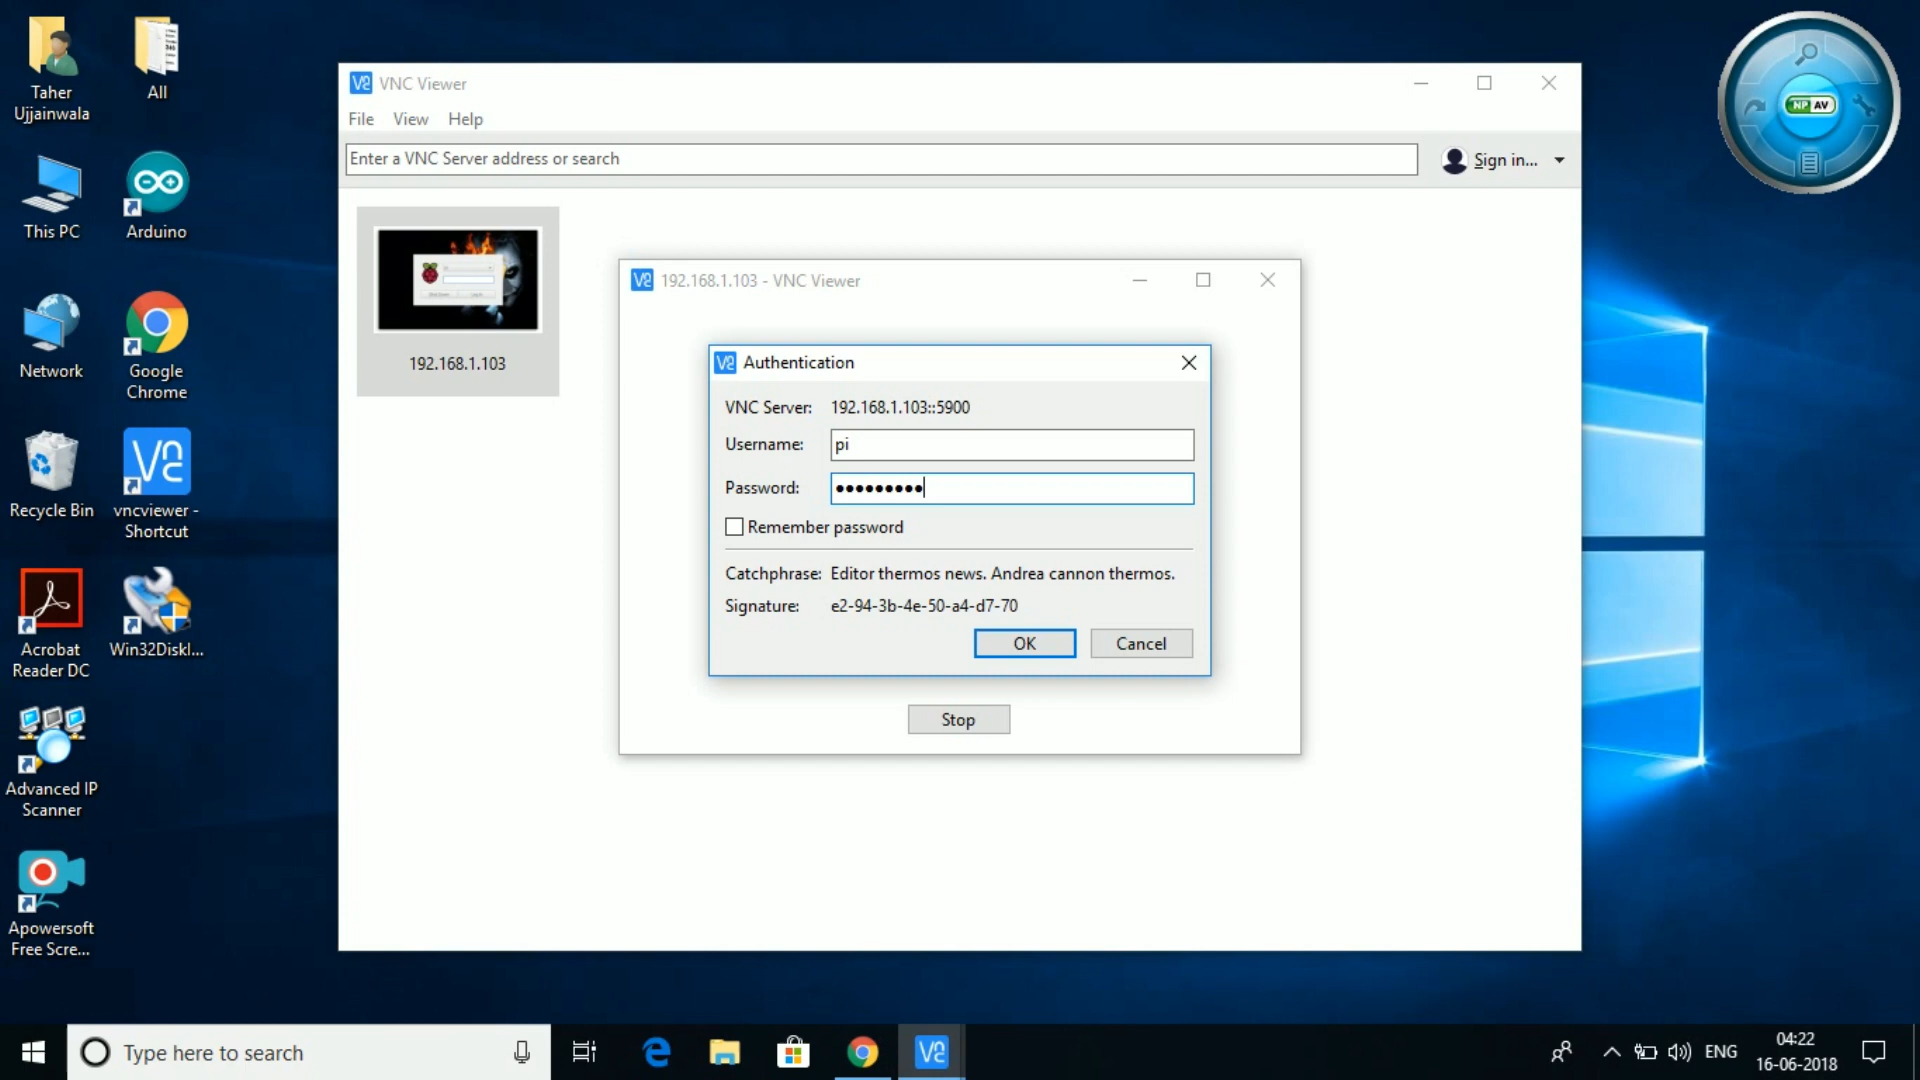 Taher
Ujjainwala
All
This PC
Arduino
Network
Google
Chrome
Recycle Bin
vncviewer -
Shortcut
Acrobat
Reader DC
Win32DiskI...
Advanced IP
Scanner
Apowersoft
Free Scre...
VNC Viewer
File View Help
Enter a VNC Server address or search
Sign in...
192.168.1.103
192.168.1.103 - VNC Viewer
Authentication
VNC Server: 192.168.1.103::5900
Username: pi
Password: •••••••••
Remember password
Catchphrase: Editor thermos news. Andrea cannon thermos.
Signature: e2-94-3b-4e-50-a4-d7-70
OK Cancel
Stop
NP AV
Type here to search
ENG
04:22
16-06-2018